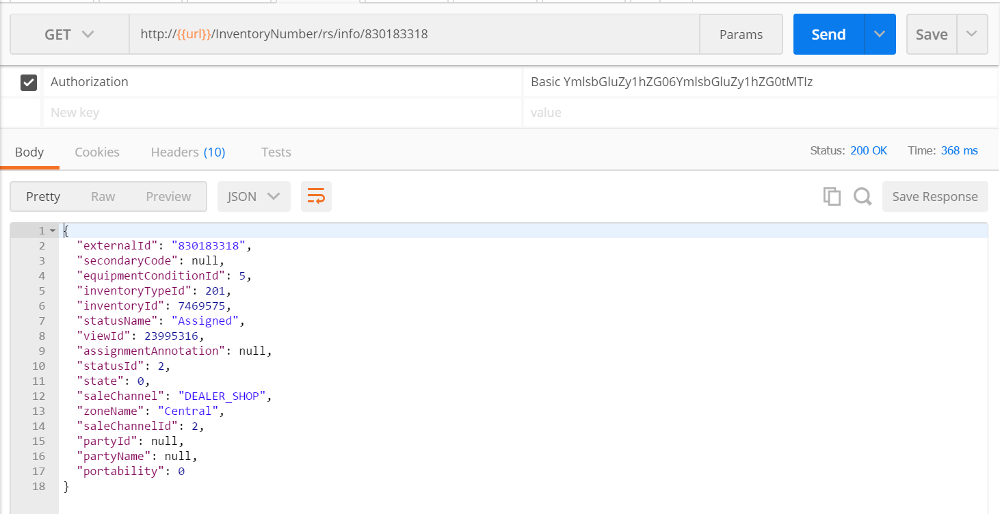 GET http://{{url}}/InventoryNumber/rs/info/830183318 Params Send Save
Authorization Basic YmlsbGluZy1hZG06YmlsbGluZy1hZG0tMTIz
New key value
Body Cookies Headers (10) Tests Status: 200 OK Time: 368 ms
Pretty Raw Preview JSON Save Response
1 {
2 "externalId": "830183318",
3 "secondaryCode": null,
4 "equipmentConditionId": 5,
5 "inventoryTypeId": 201,
6 "inventoryId": 7469575,
7 "statusName": "Assigned",
8 "viewId": 23995316,
9 "assignmentAnnotation": null,
10 "statusId": 2,
11 "state": 0,
12 "saleChannel": "DEALER_SHOP",
13 "zoneName": "Central",
14 "saleChannelId": 2,
15 "partyId": null,
16 "partyName": null,
17 "portability": 0
18 }